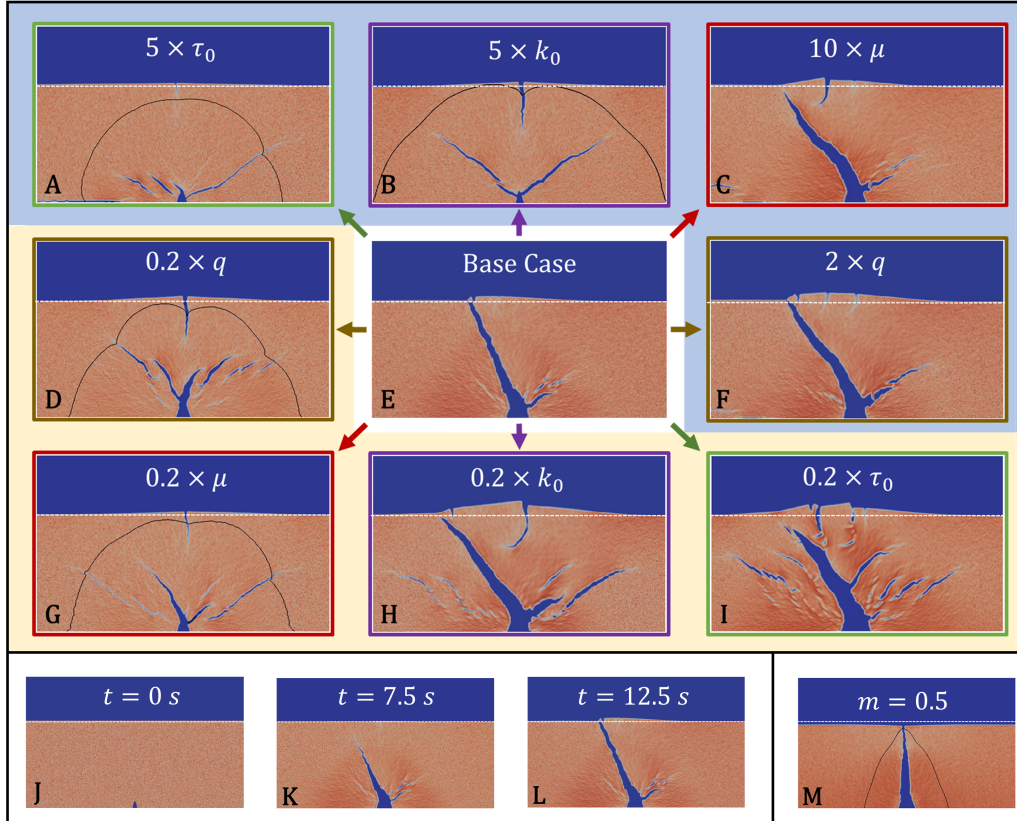 5 × τ₀
A
5 × k₀
B
10 × μ
C
0.2 × q
D
Base Case
E
2 × q
F
0.2 × μ
G
0.2 × k₀
H
0.2 × τ₀
I
t = 0 s
J
t = 7.5 s
K
t = 12.5 s
L
m = 0.5
M